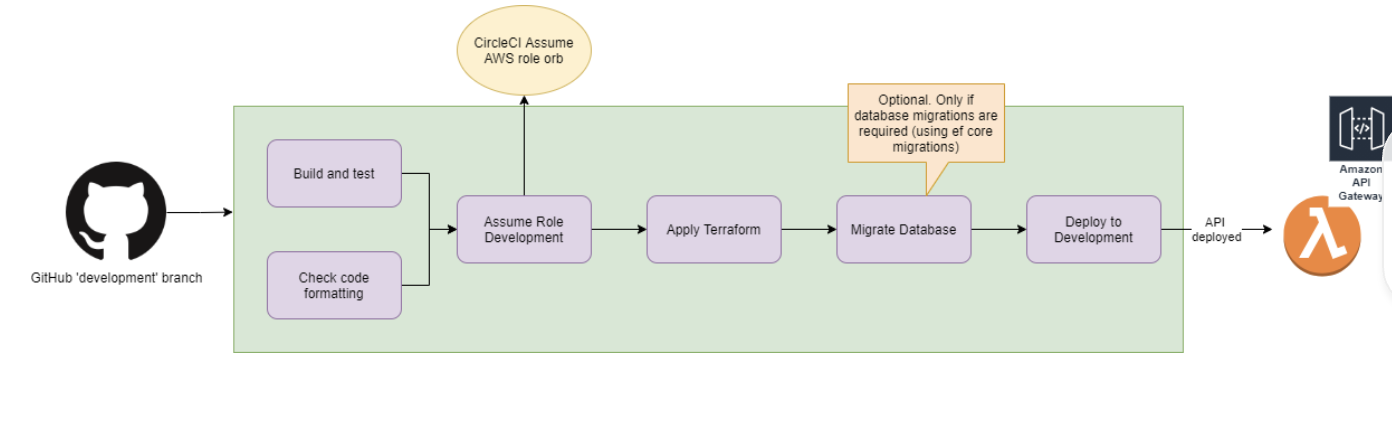 CircleCI Assume
AWS role orb
Optional. Only if
database migrations are
required (using ef core
migrations)
Build and test
Assume Role
Development
Apply Terraform
Migrate Database
Deploy to
Development
Check code
formatting
GitHub 'development' branch
API
deployed
Amazon
API
Gateway